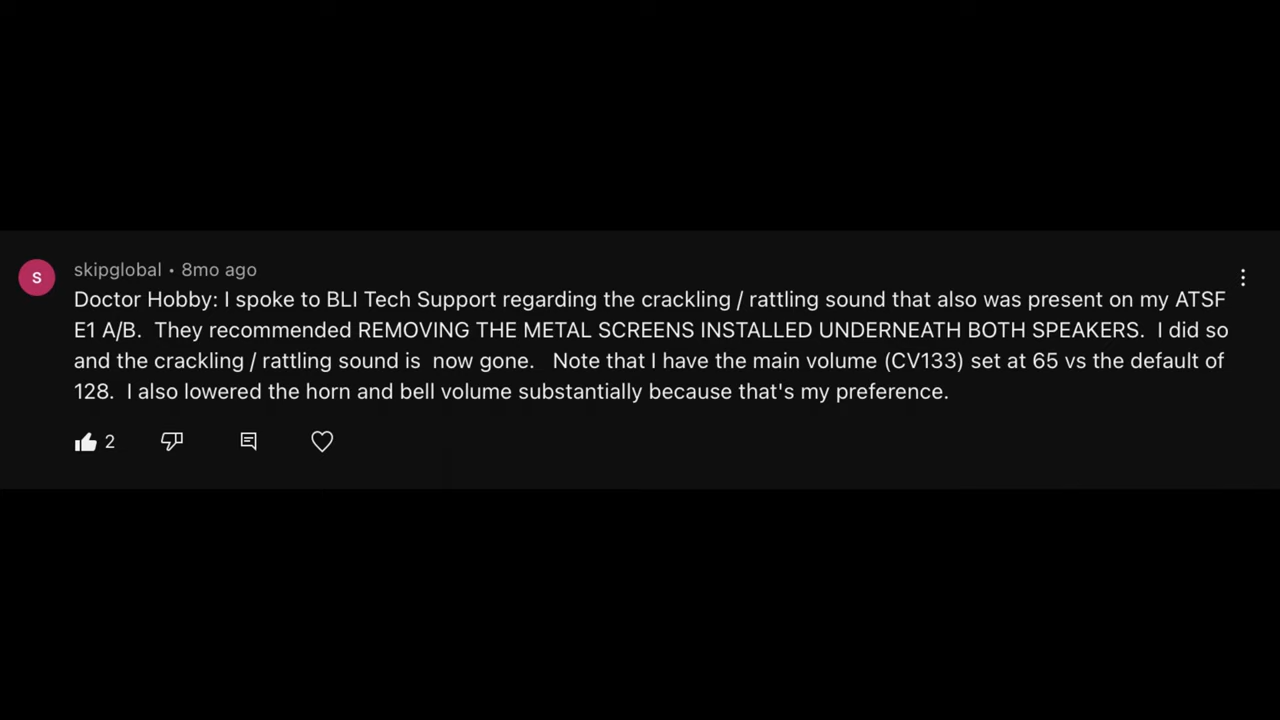 S
skipglobal • 8mo ago
Doctor Hobby: I spoke to BLI Tech Support regarding the crackling / rattling sound that also was present on my ATSF
E1 A/B.  They recommended REMOVING THE METAL SCREENS INSTALLED UNDERNEATH BOTH SPEAKERS.  I did so
and the crackling / rattling sound is  now gone.   Note that I have the main volume (CV133) set at 65 vs the default of
128.  I also lowered the horn and bell volume substantially because that's my preference.
2